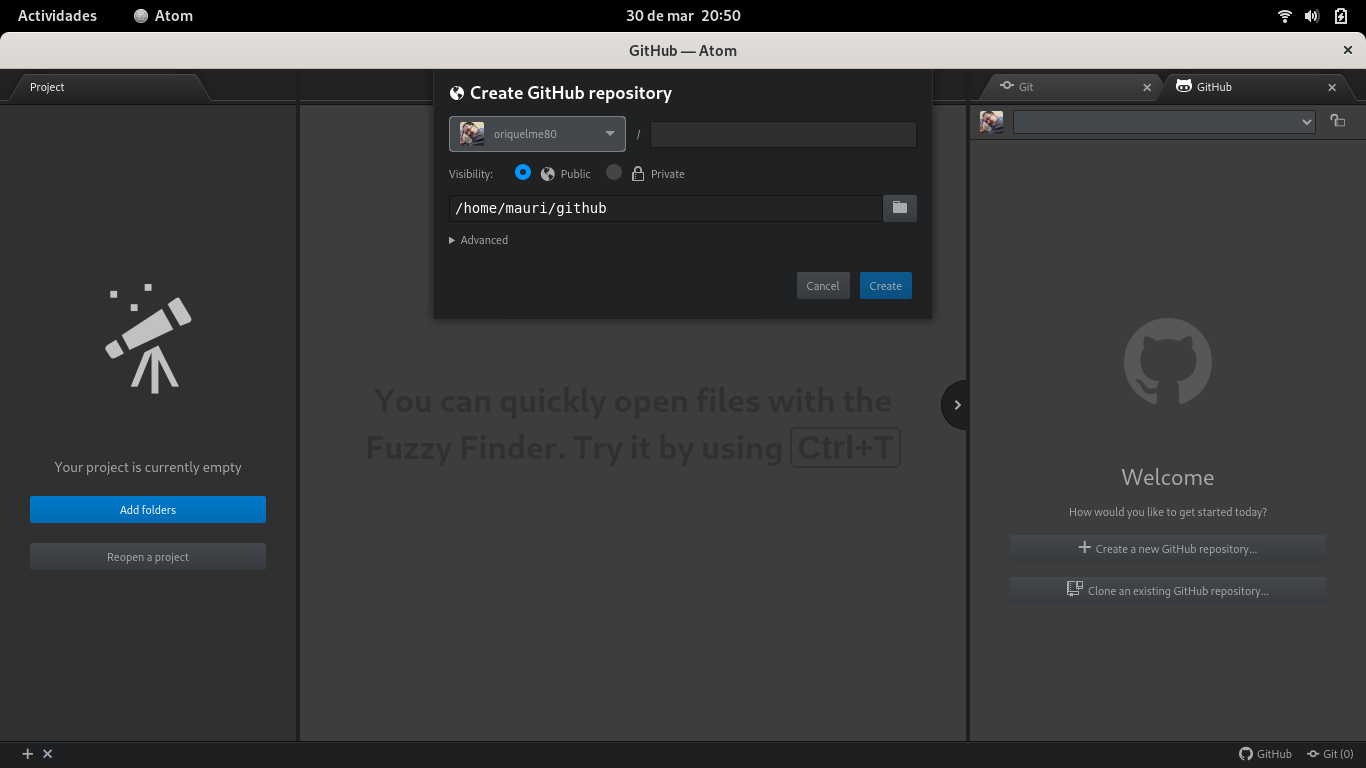 Actividades Atom 30 de mar 20:50
GitHub — Atom
Project
Git
GitHub
Create GitHub repository
oriquelme80 /
Visibility: Public Private
/home/mauri/github
Advanced
Cancel Create
You can quickly open files with the
Fuzzy Finder. Try it by using Ctrl+T
Your project is currently empty
Add folders
Reopen a project
Welcome
How would you like to get started today?
Create a new GitHub repository...
Clone an existing GitHub repository...
GitHub Git (0)